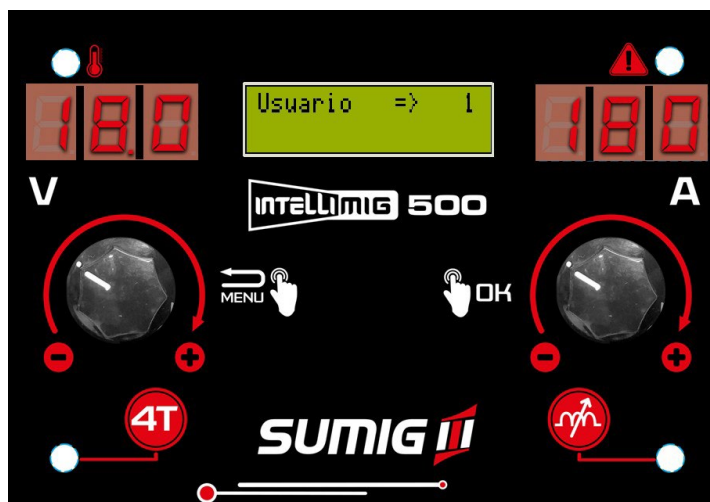 18.0
Usuario => 1
180
V
INTELLIMIG 500
A
MENU
OK
4T
SUMIG